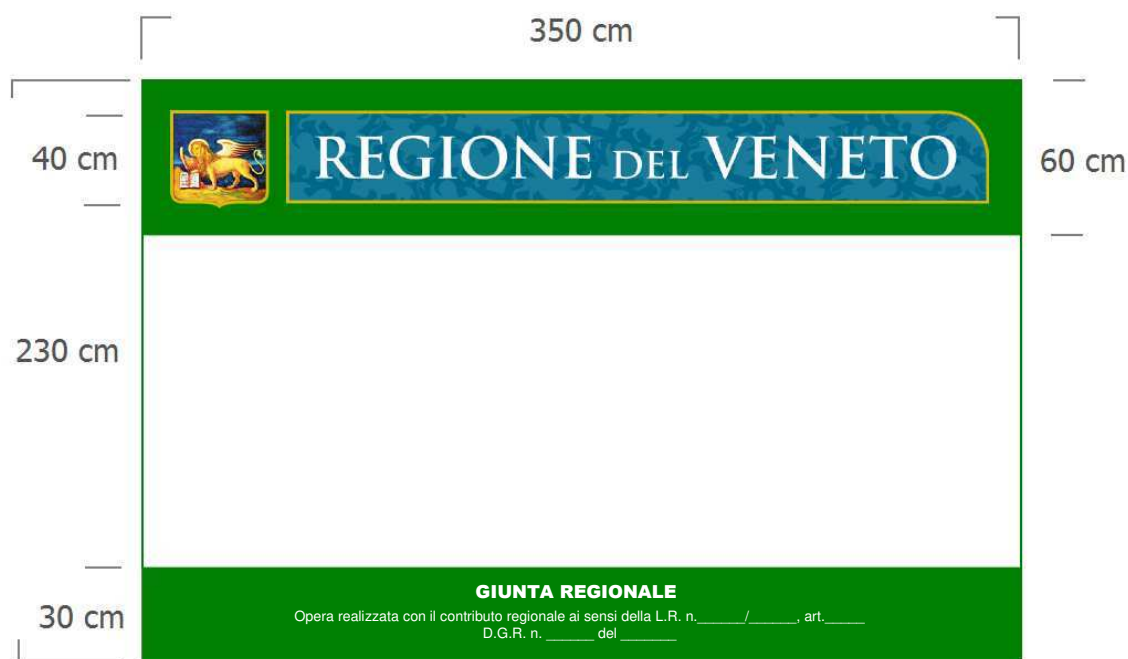 350 cm
40 cm
REGIONE DEL VENETO
60 cm
230 cm
GIUNTA REGIONALE
30 cm
Opera realizzata con il contributo regionale ai sensi della L.R. n.______/______, art._____
D.G.R. n. ______ del _______